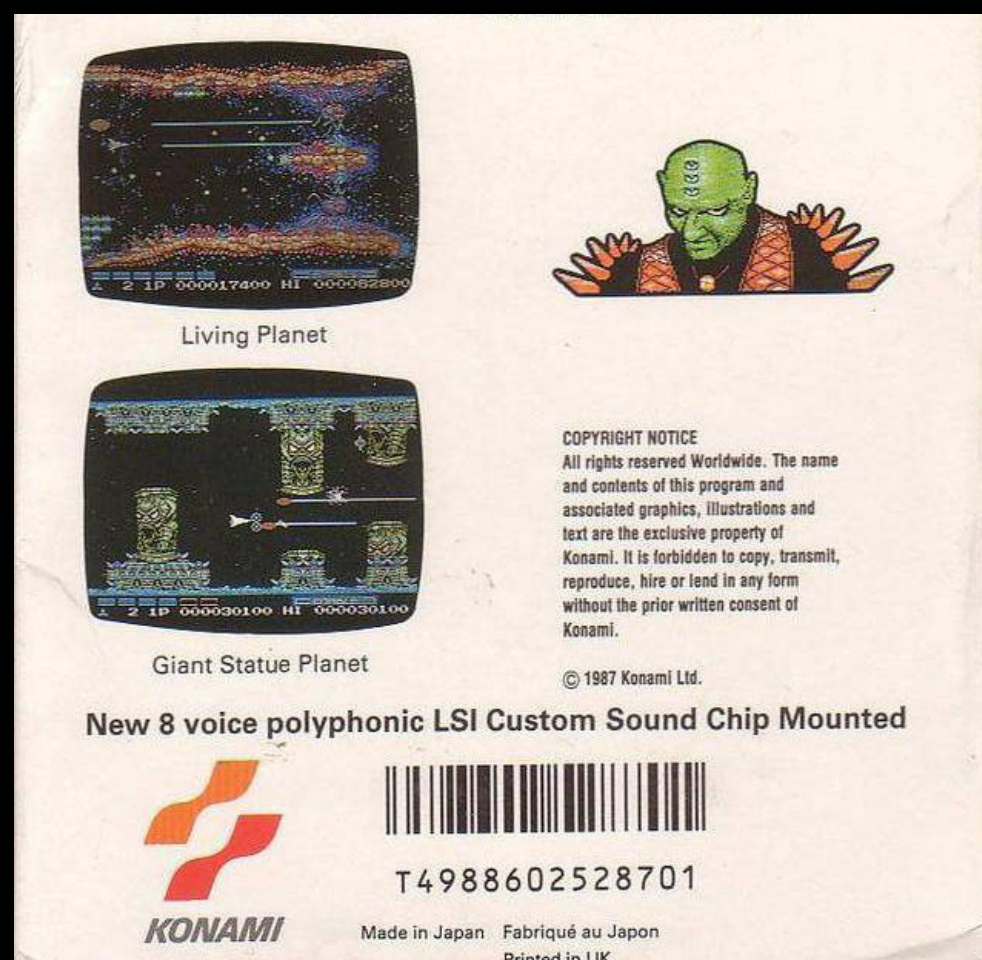 2 1P 000017400 HI 000062800
Living Planet
2 1P 000030100 HI 000030100
Giant Statue Planet
COPYRIGHT NOTICE
All rights reserved Worldwide. The name
and contents of this program and
associated graphics, illustrations and
text are the exclusive property of
Konami. It is forbidden to copy, transmit,
reproduce, hire or lend in any form
without the prior written consent of
Konami.
© 1987 Konami Ltd.
New 8 voice polyphonic LSI Custom Sound Chip Mounted
KONAMI
T4988602528701
Made in Japan Fabriqué au Japon
Printed in UK